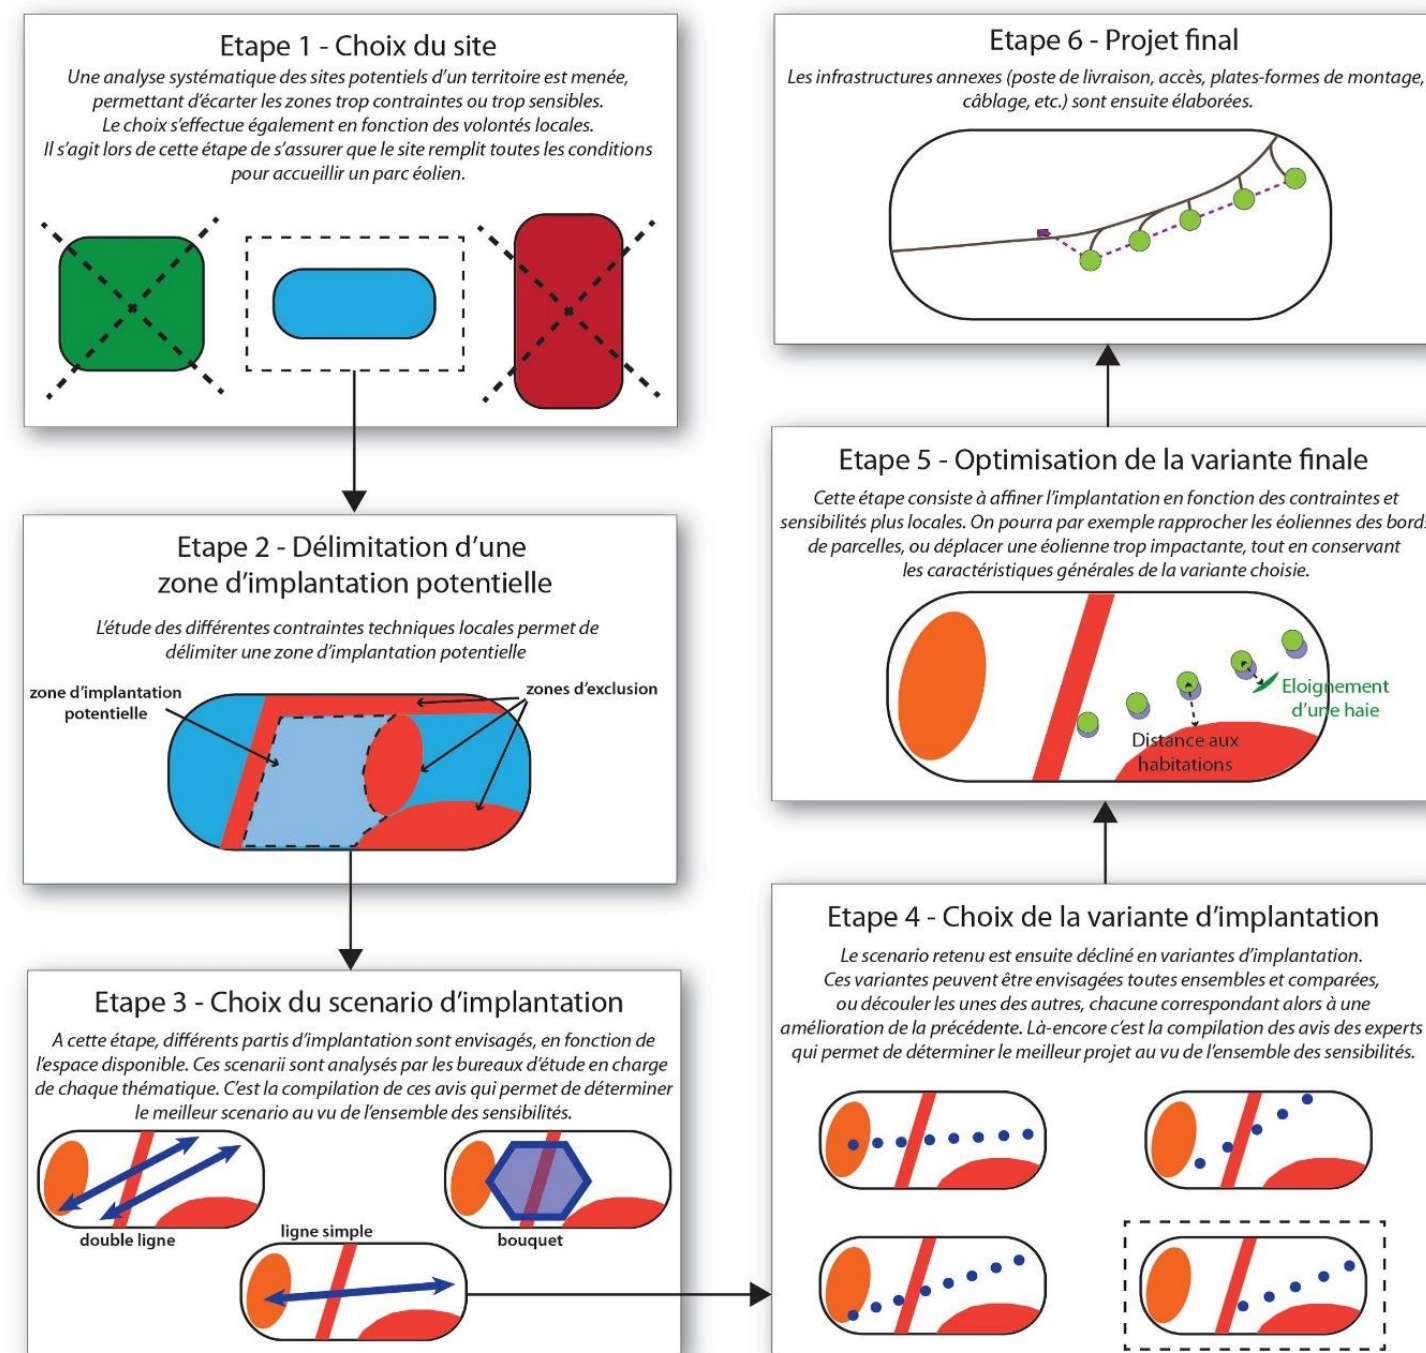 Etape 1 - Choix du site
Une analyse systématique des sites potentiels d'un territoire est menée,
permettant d'écarter les zones trop contraintes ou trop sensibles.
Le choix s'effectue également en fonction des volontés locales.
Il s'agit lors de cette étape de s'assurer que le site remplit toutes les conditions
pour accueillir un parc éolien.
Etape 2 - Délimitation d'une
zone d'implantation potentielle
L'étude des différentes contraintes techniques locales permet de
délimiter une zone d'implantation potentielle
zone d'implantation
potentielle
zones d'exclusion
Etape 3 - Choix du scenario d'implantation
A cette étape, différents partis d'implantation sont envisagés, en fonction de
l'espace disponible. Ces scenarii sont analysés par les bureaux d'étude en charge
de chaque thématique. C'est la compilation de ces avis qui permet de déterminer
le meilleur scenario au vu de l'ensemble des sensibilités.
double ligne
ligne simple
bouquet
Etape 4 - Choix de la variante d'implantation
Le scenario retenu est ensuite décliné en variantes d'implantation.
Ces variantes peuvent être envisagées toutes ensembles et comparées,
ou découler les unes des autres, chacune correspondant alors à une
amélioration de la précédente. Là-encore c'est la compilation des avis des experts
qui permet de déterminer le meilleur projet au vu de l'ensemble des sensibilités.
Etape 5 - Optimisation de la variante finale
Cette étape consiste à affiner l'implantation en fonction des contraintes et
sensibilités plus locales. On pourra par exemple rapprocher les éoliennes des bords
de parcelles, ou déplacer une éolienne trop impactante, tout en conservant
les caractéristiques générales de la variante choisie.
Eloignement
d'une haie
Distance aux
habitations
Etape 6 - Projet final
Les infrastructures annexes (poste de livraison, accès, plates-formes de montage,
câblage, etc.) sont ensuite élaborées.